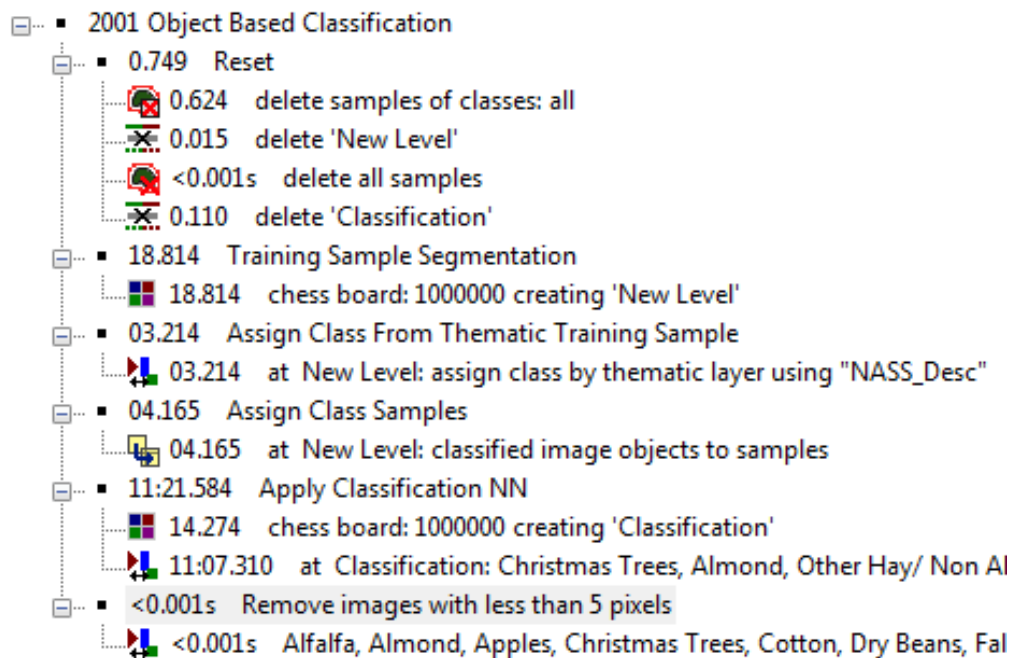 2001 Object Based Classification
0.749 Reset
0.624 delete samples of classes: all
0.015 delete 'New Level'
<0.001s delete all samples
0.110 delete 'Classification'
18.814 Training Sample Segmentation
18.814 chess board: 1000000 creating 'New Level'
03.214 Assign Class From Thematic Training Sample
03.214 at New Level: assign class by thematic layer using "NASS_Desc"
04.165 Assign Class Samples
04.165 at New Level: classified image objects to samples
11:21.584 Apply Classification NN
14.274 chess board: 1000000 creating 'Classification'
11:07.310 at Classification: Christmas Trees, Almond, Other Hay/ Non Al
<0.001s Remove images with less than 5 pixels
<0.001s Alfalfa, Almond, Apples, Christmas Trees, Cotton, Dry Beans, Fal